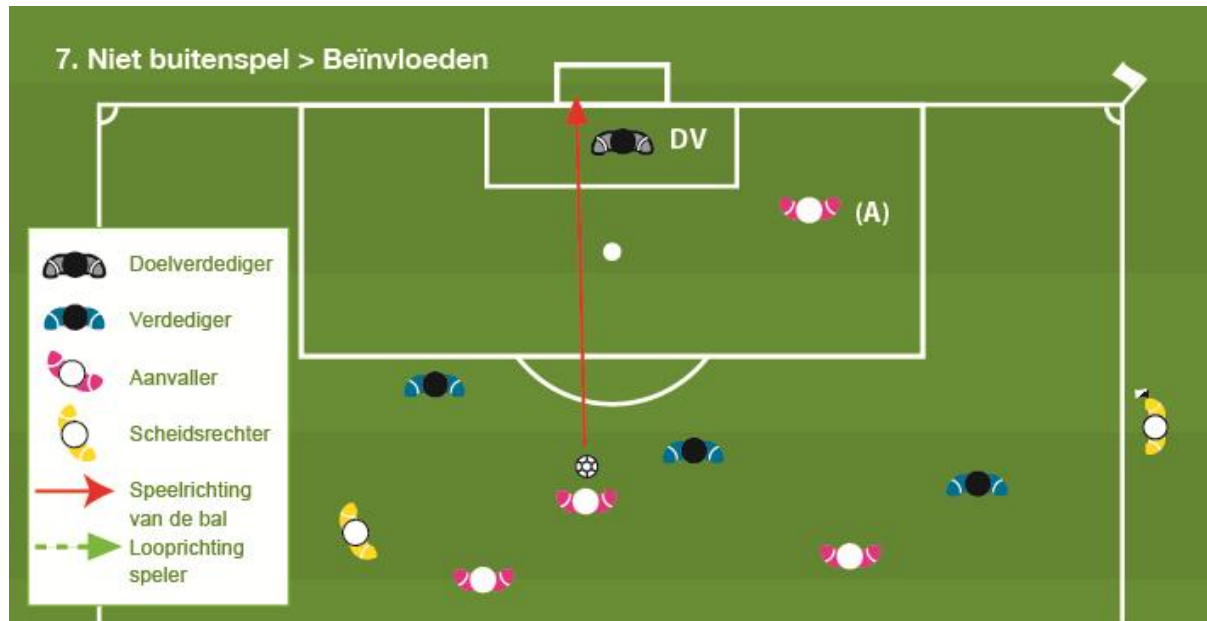 7. Niet buitenspel > Beïnvloeden
DV
(A)
Doelverdediger
Verdediger
Aanvaller
Scheidsrechter
Speelrichting
van de bal
Looprichting
speler